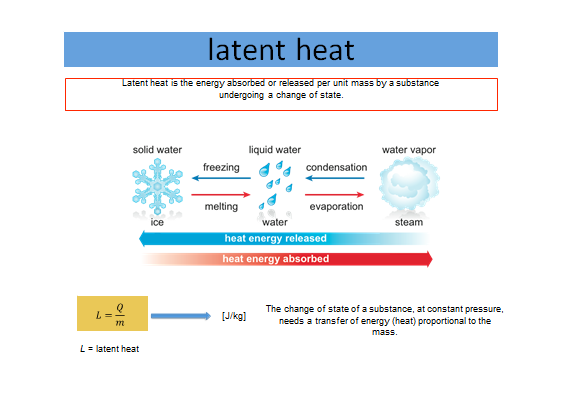 latent heat
Latent heat is the energy absorbed or released per unit mass by a substance
undergoing a change of state.
solid water
liquid water
water vapor
freezing
condensation
melting
evaporation
ice
water
steam
heat energy released
heat energy absorbed
L = Q/m
[J/kg]
The change of state of a substance, at constant pressure,
needs a transfer of energy (heat) proportional to the
mass.
L = latent heat